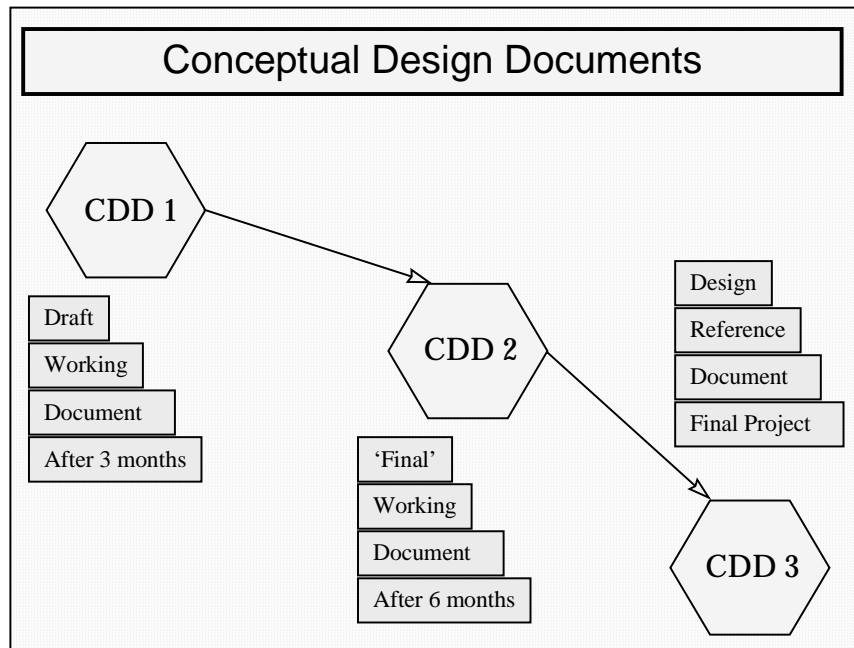 Conceptual Design Documents
CDD 1
Draft
Working
Document
After 3 months
CDD 2
‘Final’
Working
Document
After 6 months
Design
Reference
Document
Final Project
CDD 3